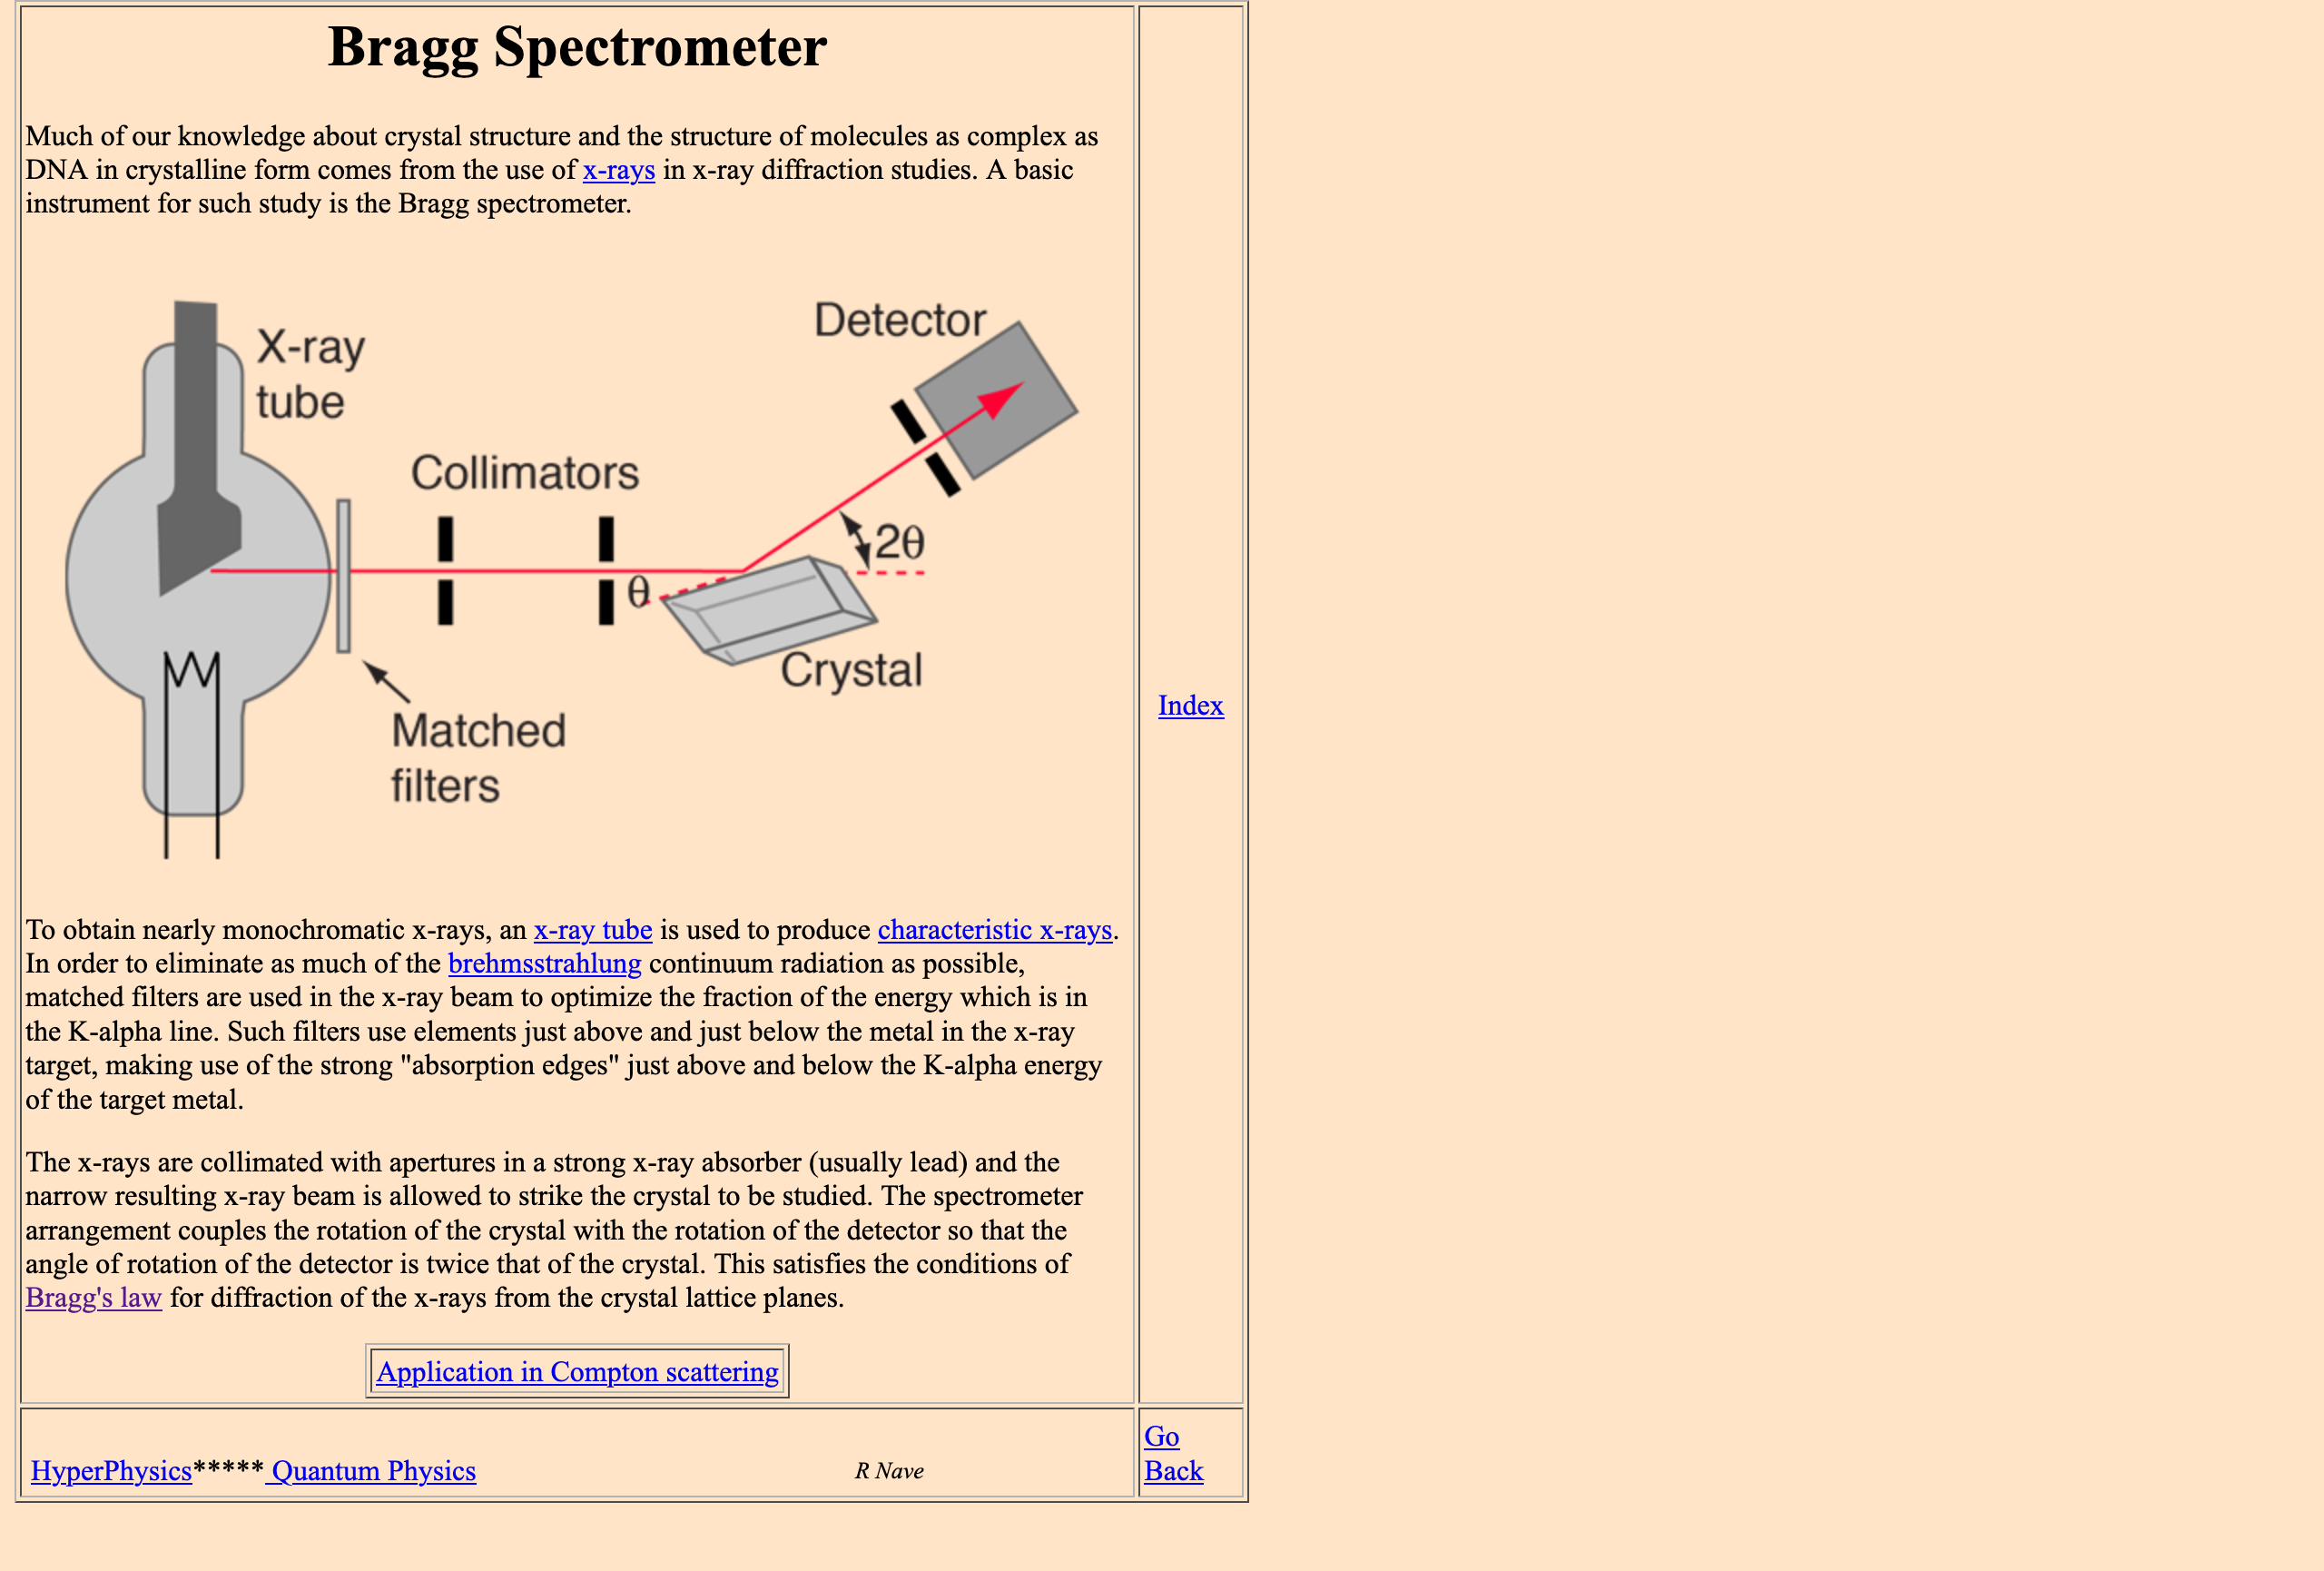 Bragg Spectrometer
Much of our knowledge about crystal structure and the structure of molecules as complex as
DNA in crystalline form comes from the use of x-rays in x-ray diffraction studies. A basic
instrument for such study is the Bragg spectrometer.
X-ray
tube
Detector
Collimators
2θ
θ
Crystal
Matched
filters
Index
To obtain nearly monochromatic x-rays, an x-ray tube is used to produce characteristic x-rays.
In order to eliminate as much of the brehmsstrahlung continuum radiation as possible,
matched filters are used in the x-ray beam to optimize the fraction of the energy which is in
the K-alpha line. Such filters use elements just above and just below the metal in the x-ray
target, making use of the strong "absorption edges" just above and below the K-alpha energy
of the target metal.
The x-rays are collimated with apertures in a strong x-ray absorber (usually lead) and the
narrow resulting x-ray beam is allowed to strike the crystal to be studied. The spectrometer
arrangement couples the rotation of the crystal with the rotation of the detector so that the
angle of rotation of the detector is twice that of the crystal. This satisfies the conditions of
Bragg's law for diffraction of the x-rays from the crystal lattice planes.
Application in Compton scattering
HyperPhysics***** Quantum Physics
R Nave
Go
Back